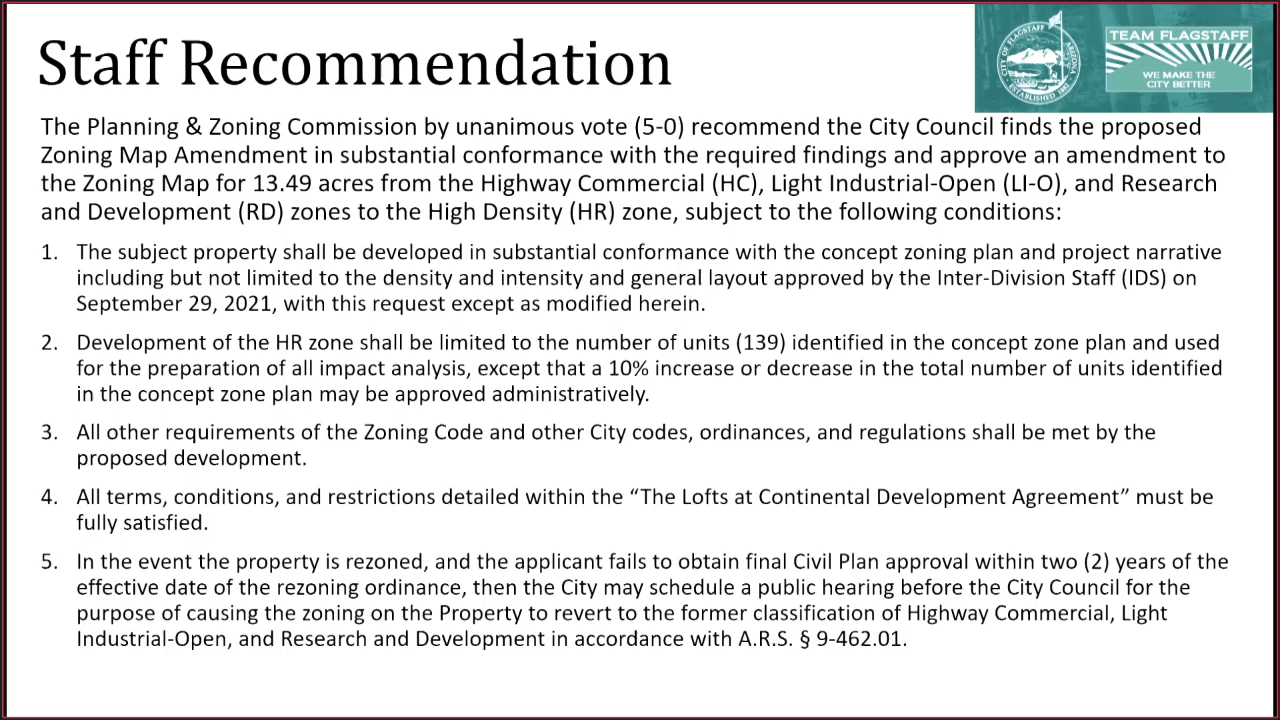 Staff Recommendation
CITY OF FLAGSTAFF ARIZONA
ESTABLISHED 1882
TEAM FLAGSTAFF
WE MAKE THE
CITY BETTER
The Planning & Zoning Commission by unanimous vote (5-0) recommend the City Council finds the proposed
Zoning Map Amendment in substantial conformance with the required findings and approve an amendment to
the Zoning Map for 13.49 acres from the Highway Commercial (HC), Light Industrial-Open (LI-O), and Research
and Development (RD) zones to the High Density (HR) zone, subject to the following conditions:
1. The subject property shall be developed in substantial conformance with the concept zoning plan and project narrative
including but not limited to the density and intensity and general layout approved by the Inter-Division Staff (IDS) on
September 29, 2021, with this request except as modified herein.
2. Development of the HR zone shall be limited to the number of units (139) identified in the concept zone plan and used
for the preparation of all impact analysis, except that a 10% increase or decrease in the total number of units identified
in the concept zone plan may be approved administratively.
3. All other requirements of the Zoning Code and other City codes, ordinances, and regulations shall be met by the
proposed development.
4. All terms, conditions, and restrictions detailed within the “The Lofts at Continental Development Agreement” must be
fully satisfied.
5. In the event the property is rezoned, and the applicant fails to obtain final Civil Plan approval within two (2) years of the
effective date of the rezoning ordinance, then the City may schedule a public hearing before the City Council for the
purpose of causing the zoning on the Property to revert to the former classification of Highway Commercial, Light
Industrial-Open, and Research and Development in accordance with A.R.S. § 9-462.01.